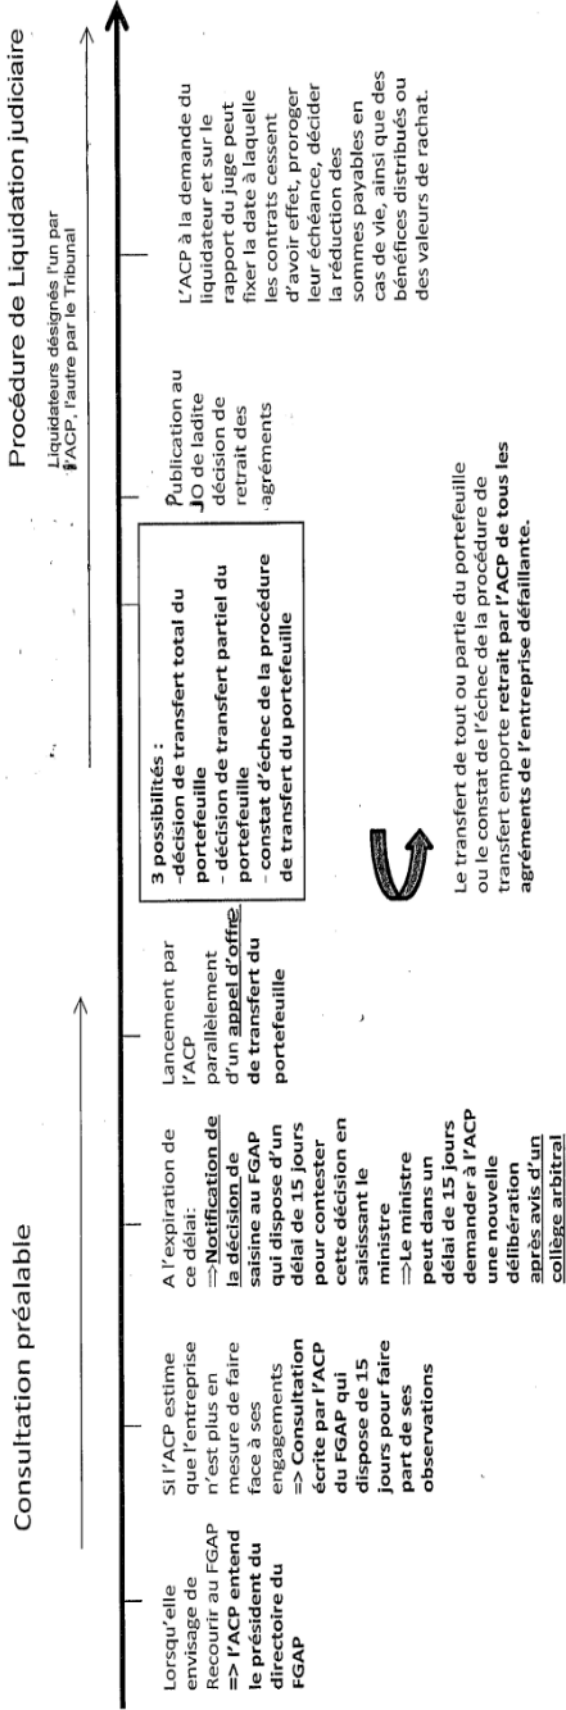 Consultation préalable
Procédure de Liquidation judiciaire
Liquidateurs désignés l'un par
l'ACP, l'autre par le Tribunal
Lorsqu'elle
envisage de
Recourir au FGAP
=> l'ACP entend
le président du
directoire du
FGAP
Si l'ACP estime
que l'entreprise
n'est plus en
mesure de faire
face à ses
engagements
=> Consultation
écrite par l'ACP
du FGAP qui
dispose de 15
jours pour faire
part de ses
observations
A l'expiration de
ce délai:
=>Notification de
la décision de
saisine au FGAP
qui dispose d'un
délai de 15 jours
pour contester
cette décision en
saisissant le
ministre
=>Le ministre
peut dans un
délai de 15 jours
demander à l'ACP
une nouvelle
délibération
après avis d'un
collège arbitral
Lancement par
l'ACP
parallèlement
d'un appel d'offre
de transfert du
portefeuille
3 possibilités :
-décision de transfert total du
portefeuille
- décision de transfert partiel du
portefeuille
- constat d'échec de la procédure
de transfert du portefeuille
Le transfert de tout ou partie du portefeuille
ou le constat de l'échec de la procédure de
transfert emporte retrait par l'ACP de tous les
agréments de l'entreprise défaillante.
Publication au
JO de ladite
décision de
retrait des
agréments
L'ACP à la demande du
liquidateur et sur le
rapport du juge peut
fixer la date à laquelle
les contrats cessent
d'avoir effet, proroger
leur échéance, décider
la réduction des
sommes payables en
cas de vie, ainsi que des
bénéfices distribués ou
des valeurs de rachat.